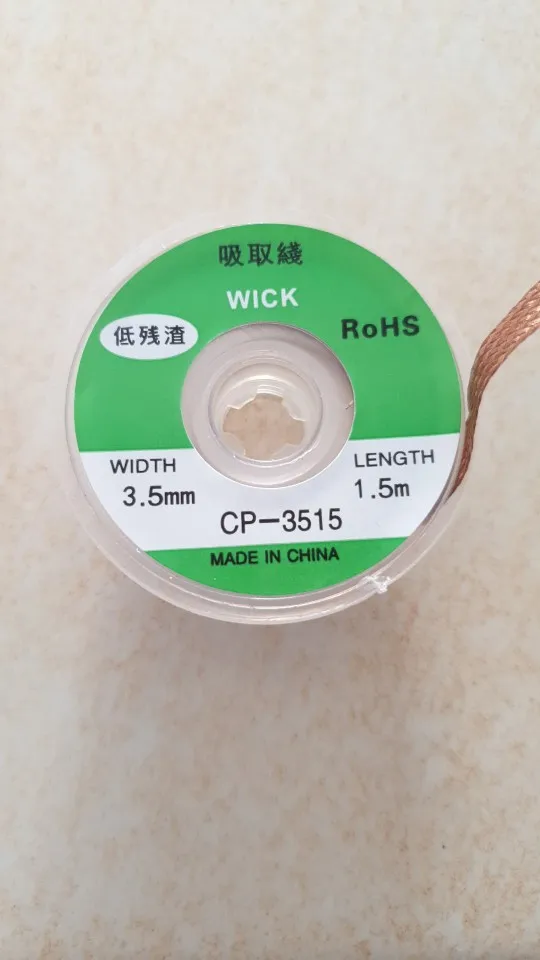 吸取綫
WICK
低残渣
RoHS
WIDTH
3.5mm
LENGTH
1.5m
CP-3515
MADE IN CHINA